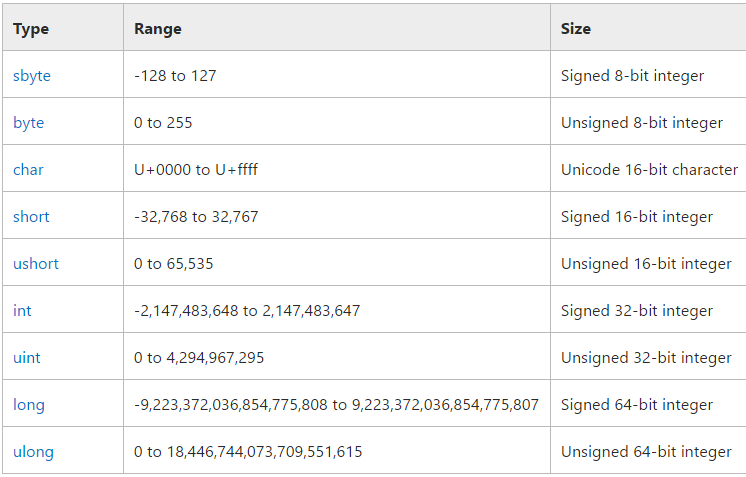 Type Range Size
sbyte -128 to 127 Signed 8-bit integer
byte 0 to 255 Unsigned 8-bit integer
char U+0000 to U+ffff Unicode 16-bit character
short -32,768 to 32,767 Signed 16-bit integer
ushort 0 to 65,535 Unsigned 16-bit integer
int -2,147,483,648 to 2,147,483,647 Signed 32-bit integer
uint 0 to 4,294,967,295 Unsigned 32-bit integer
long -9,223,372,036,854,775,808 to 9,223,372,036,854,775,807 Signed 64-bit integer
ulong 0 to 18,446,744,073,709,551,615 Unsigned 64-bit integer